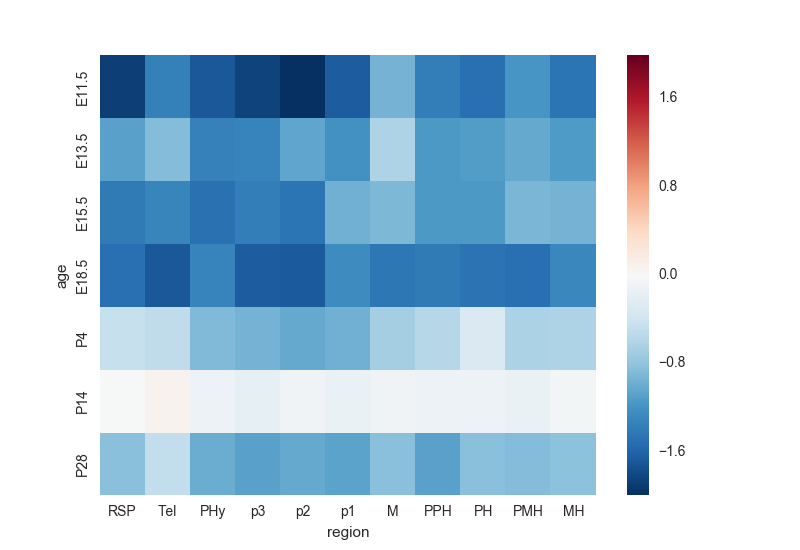 E11.5
E13.5
E15.5
E18.5
P4
P14
P28
age
RSP Tel PHy p3 p2 p1 M PPH PH PMH MH
region
1.6
0.8
0.0
−0.8
−1.6